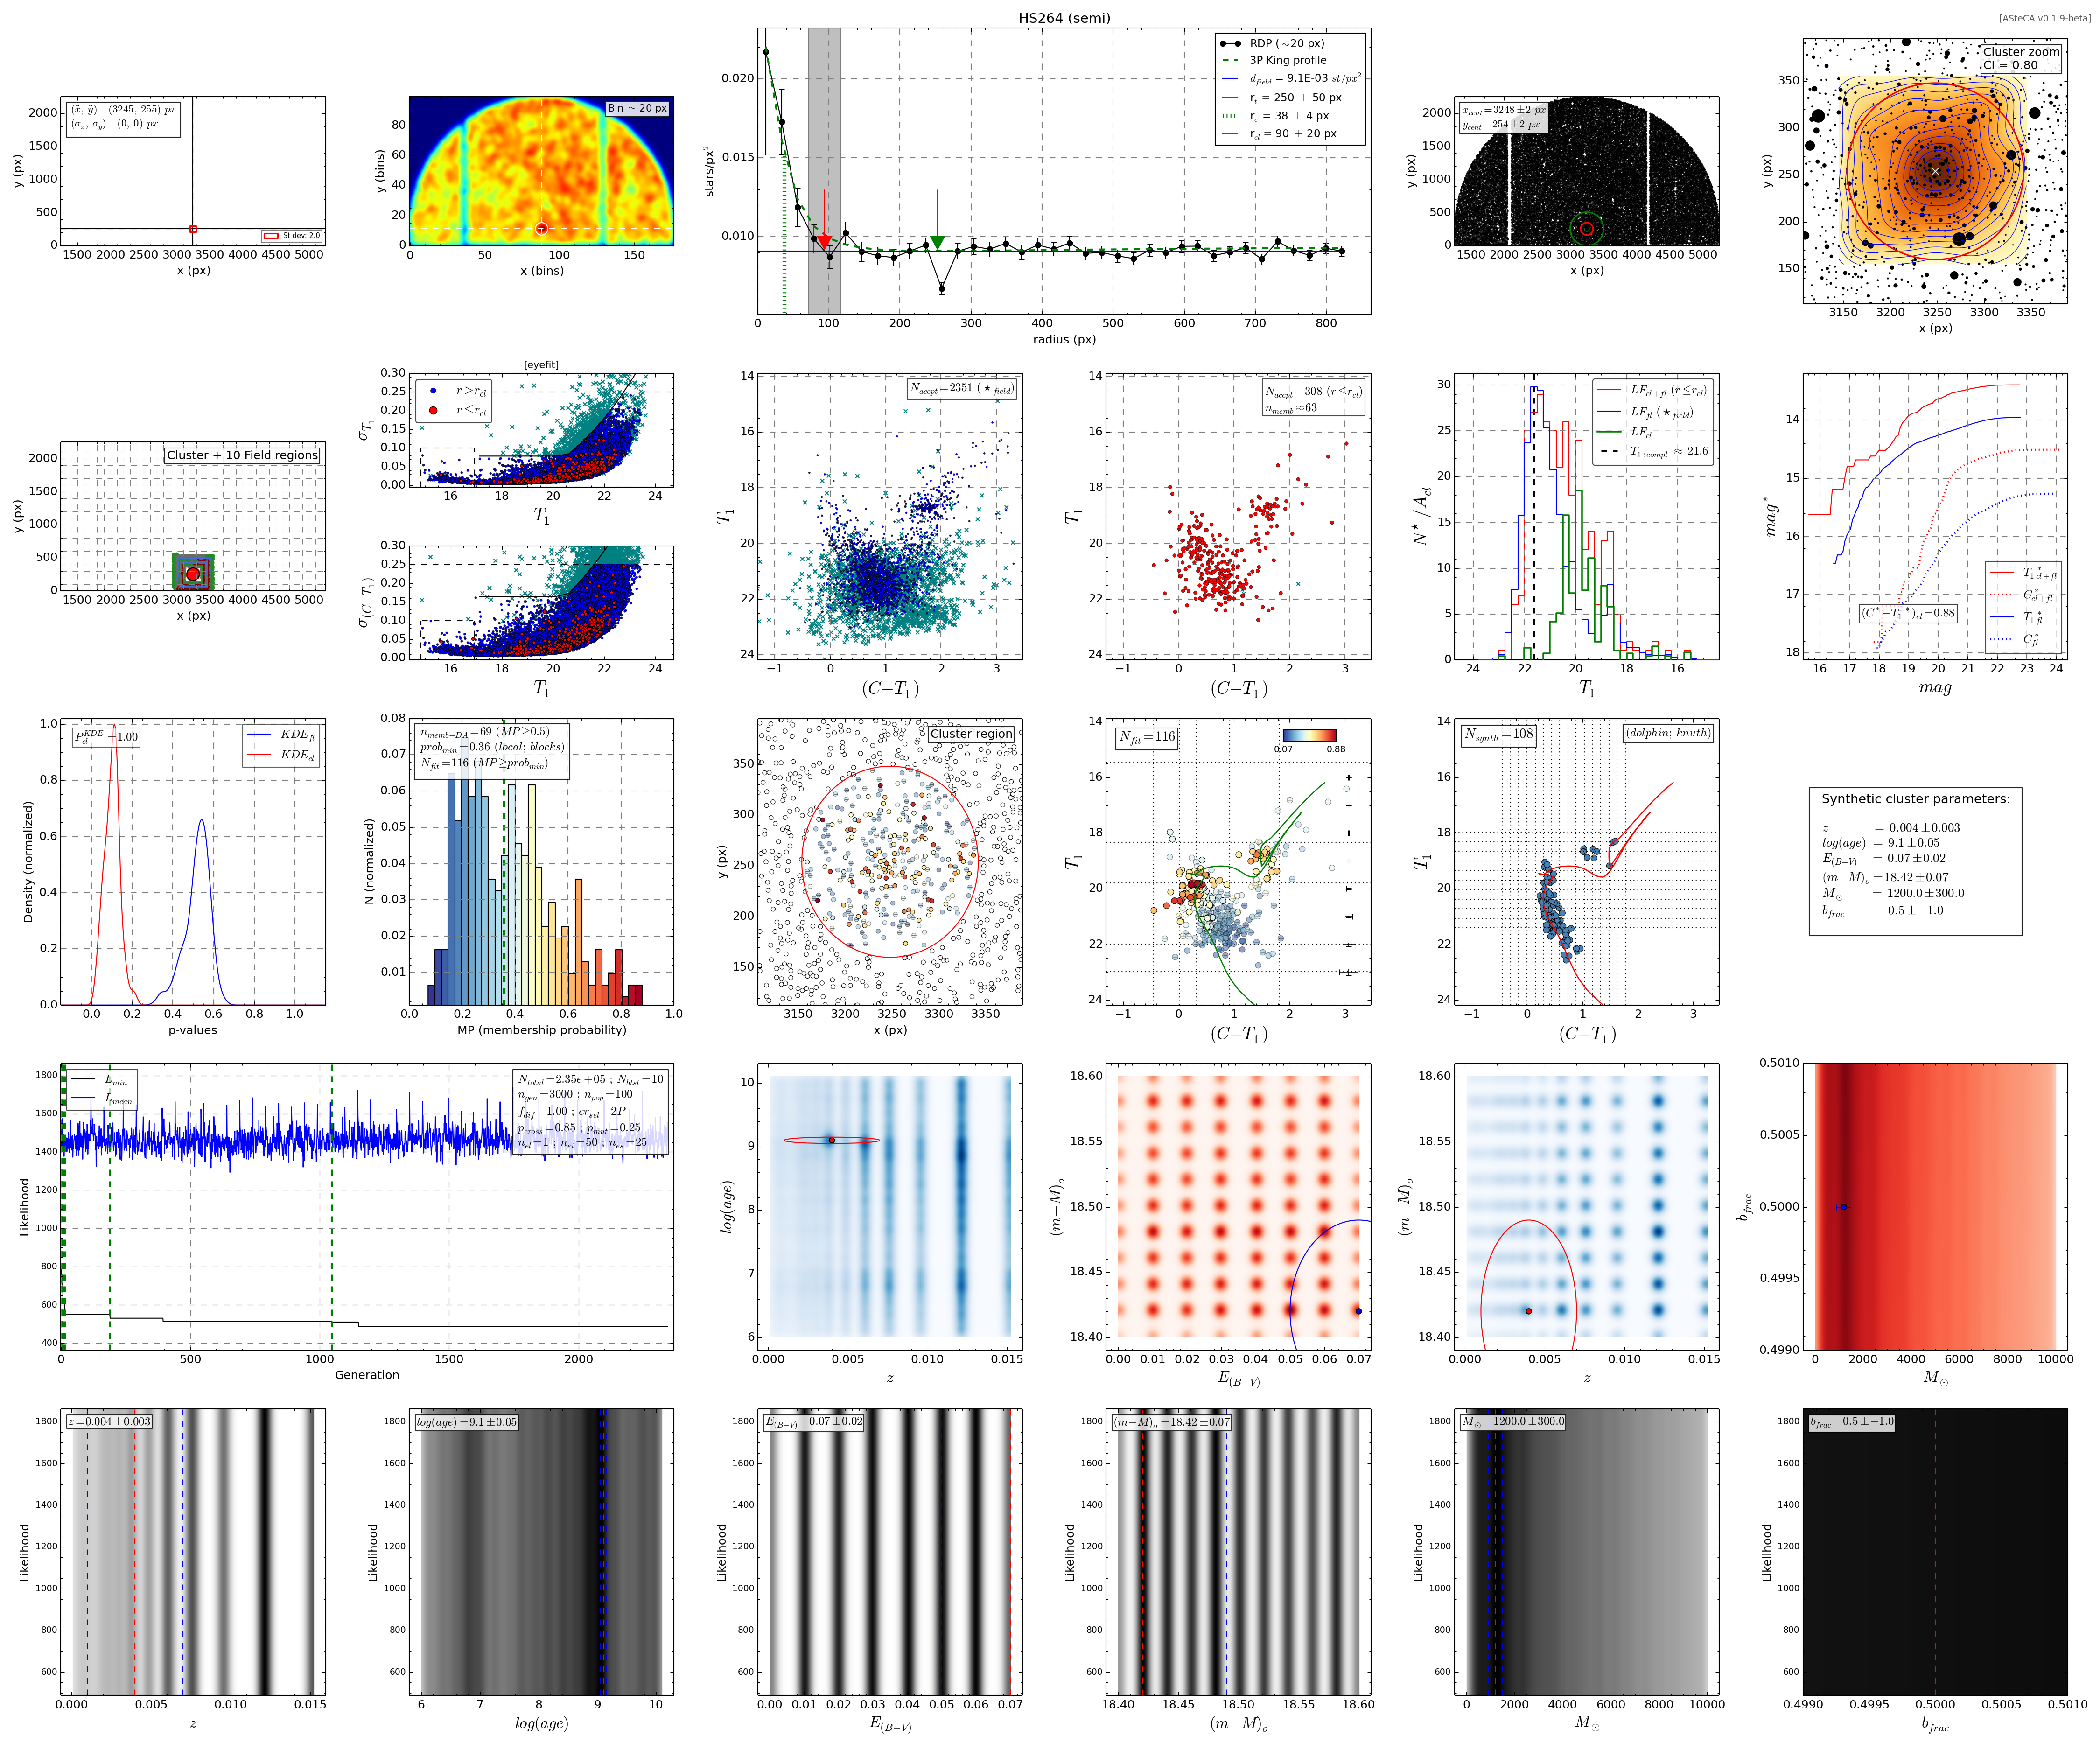 HS264 (semi)
[ASteCA v0.1.9-beta]
(x̃, ỹ)=(3245, 255) px
(σx, σy)=(0, 0) px
St dev: 2.0
x (px)
y (px)
Bin ≃ 20 px
x (bins)
y (bins)
RDP (~20 px)
3P King profile
d_field = 9.1E-03 st/px²
r_t = 250 ± 50 px
r_c = 38 ± 4 px
r_cl = 90 ± 20 px
stars/px²
radius (px)
x_cent=3248±2 px
y_cent=254±2 px
x (px)
y (px)
Cluster zoom
CI = 0.80
x (px)
y (px)
Cluster + 10 Field regions
x (px)
y (px)
[eyefit]
r>r_cl
r≤r_cl
σ_T1
T1
σ_(C−T1)
T1
N_accpt=2351 (⋆field)
T1
(C−T1)
N_accpt=308 (r≤r_cl)
n_memb≈63
T1
(C−T1)
LF_cl+fl (r≤r_cl)
LF_fl (⋆field)
LF_cl
T1,compl ≈ 21.6
N⋆/A_cl
T1
T1*cl+fl
C*cl+fl
T1*fl
C*fl
(C*−T1*)cl=0.88
mag*
mag
P_cl^KDE=1.00
KDE_fl
KDE_cl
Density (normalized)
p-values
n_memb−DA=69 (MP≥0.5)
prob_min=0.36 (local; blocks)
N_fit=116 (MP≥prob_min)
N (normalized)
MP (membership probability)
Cluster region
x (px)
y (px)
N_fit=116
0.07 0.88
T1
(C−T1)
N_synth=108
(dolphin; knuth)
T1
(C−T1)
Synthetic cluster parameters:
z = 0.004±0.003
log(age) = 9.1±0.05
E(B−V) = 0.07±0.02
(m−M)o=18.42±0.07
M⊙ = 1200.0±300.0
b_frac = 0.5±−1.0
L_min
L_mean
N_total=2.35e+05 ; N_btst=10
n_gen=3000 ; n_pop=100
f_dif=1.00 ; cr_sel=2P
p_cross=0.85 ; p_mut=0.25
n_el=1 ; n_ei=50 ; n_es=25
Likelihood
Generation
log(age)
z
(m−M)o
E(B−V)
(m−M)o
z
b_frac
M⊙
z=0.004±0.003
Likelihood
z
log(age)=9.1±0.05
Likelihood
log(age)
E(B−V)=0.07±0.02
Likelihood
E(B−V)
(m−M)o=18.42±0.07
Likelihood
(m−M)o
M⊙=1200.0±300.0
Likelihood
M⊙
b_frac=0.5±−1.0
Likelihood
b_frac